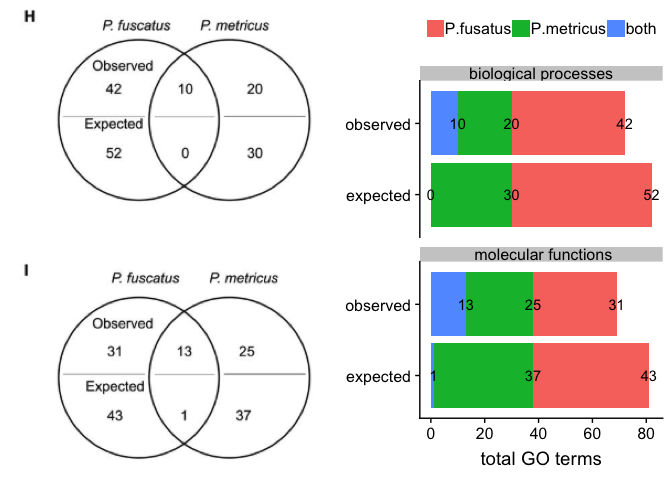 H
P. fuscatus P. metricus
Observed
42 10 20
Expected
52 0 30
I
P. fuscatus P. metricus
Observed
31 13 25
Expected
43 1 37
P.fusatus P.metricus both
biological processes
observed 10 20 42
expected 0 30 52
molecular functions
observed 13 25 31
expected 1 37 43
0 20 40 60 80
total GO terms